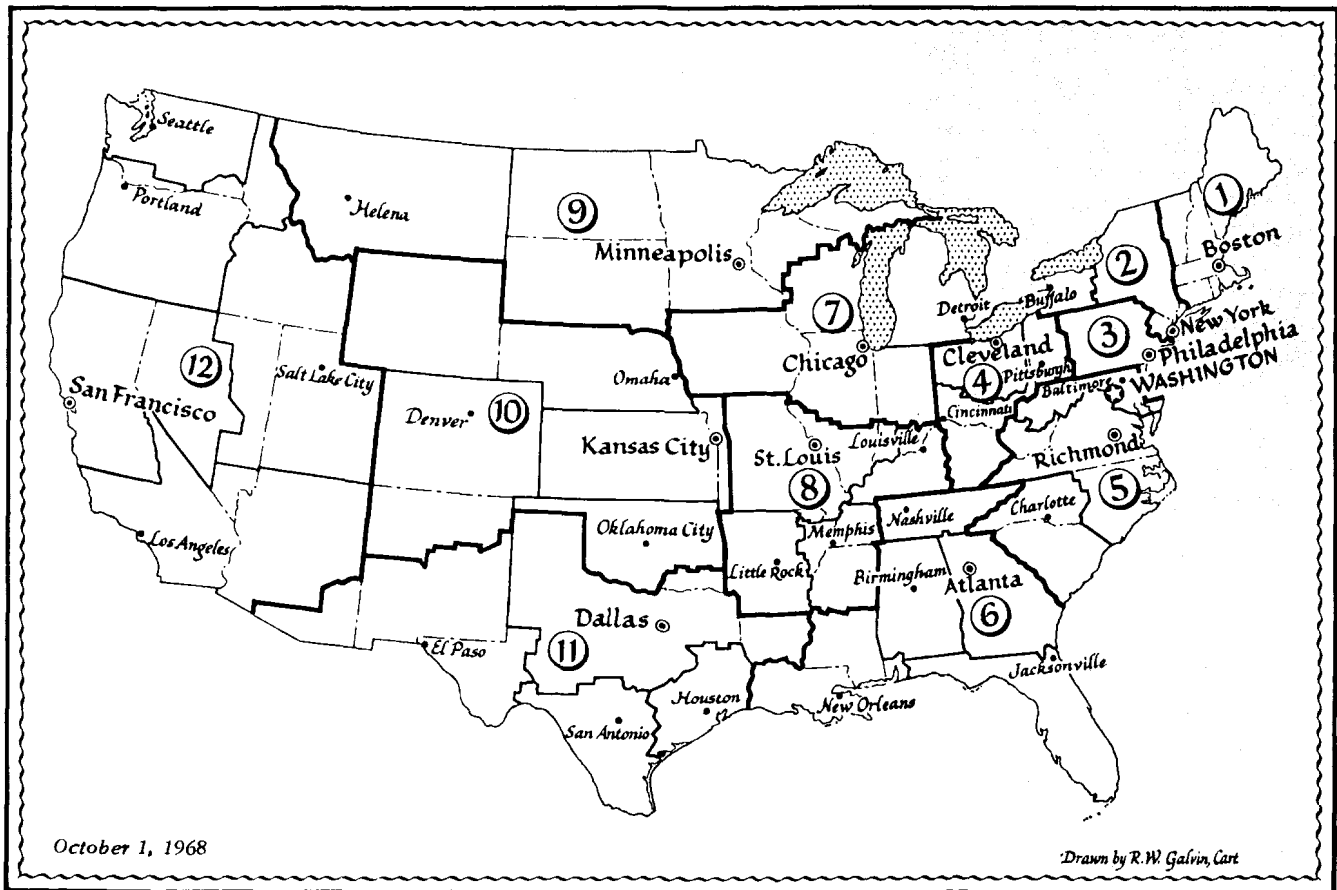 Seattle
Portland
Helena
9
Minneapolis
1
Boston
2
Buffalo
Detroit
7
Chicago
New York
3
Philadelphia
Cleveland
Pittsburgh
4
WASHINGTON
Baltimore
Cincinnati
12
Salt Lake City
San Francisco
Omaha
Denver
10
Kansas City
St. Louis
Louisville
Richmond
8
5
Los Angeles
Oklahoma City
Memphis
Nashville
Charlotte
Little Rock
Birmingham
Atlanta
6
Dallas
11
El Paso
Houston
San Antonio
New Orleans
Jacksonville
October 1, 1968
Drawn by R.W. Galvin, Cart